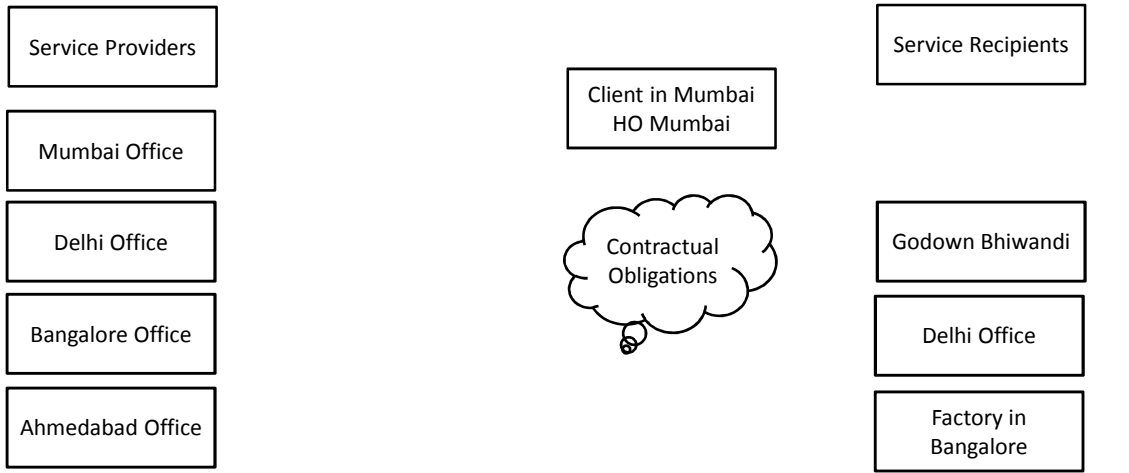 Service Providers
Mumbai Office
Delhi Office
Bangalore Office
Ahmedabad Office
Client in Mumbai
HO Mumbai
Contractual
Obligations
Service Recipients
Godown Bhiwandi
Delhi Office
Factory in
Bangalore